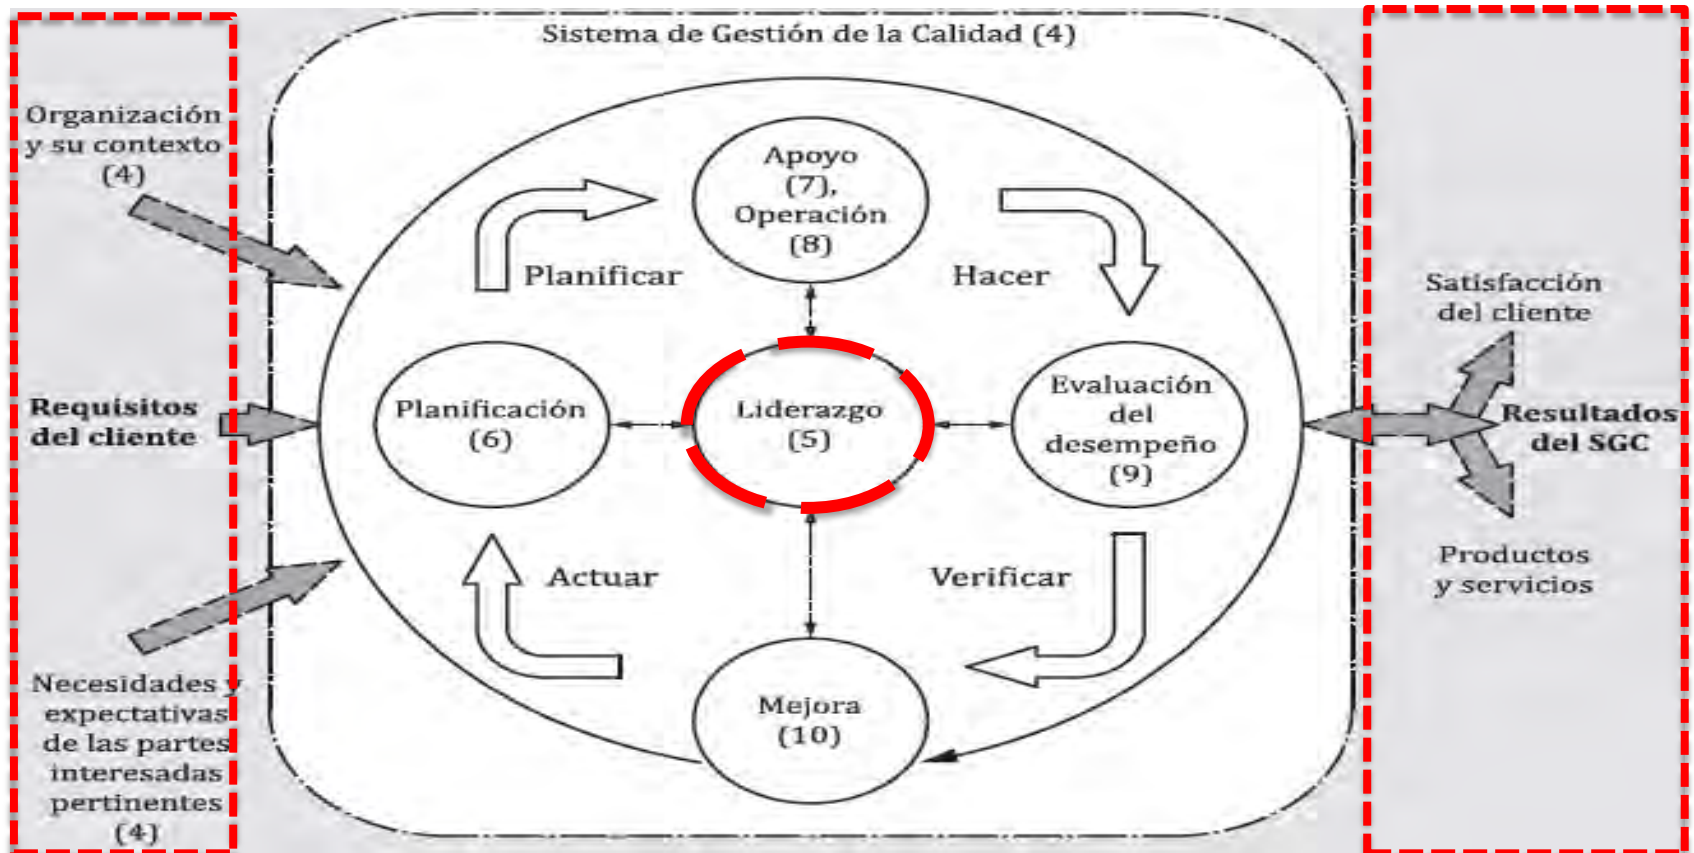 Sistema de Gestión de la Calidad (4)
Organización
y su contexto
(4)
Requisitos
del cliente
Necesidades y
expectativas
de las partes
interesadas
pertinentes
(4)
Apoyo
(7),
Operación
(8)
Planificar
Hacer
Planificación
(6)
Liderazgo
(5)
Evaluación
del
desempeño
(9)
Actuar
Verificar
Mejora
(10)
Satisfacción
del cliente
Resultados
del SGC
Productos
y servicios